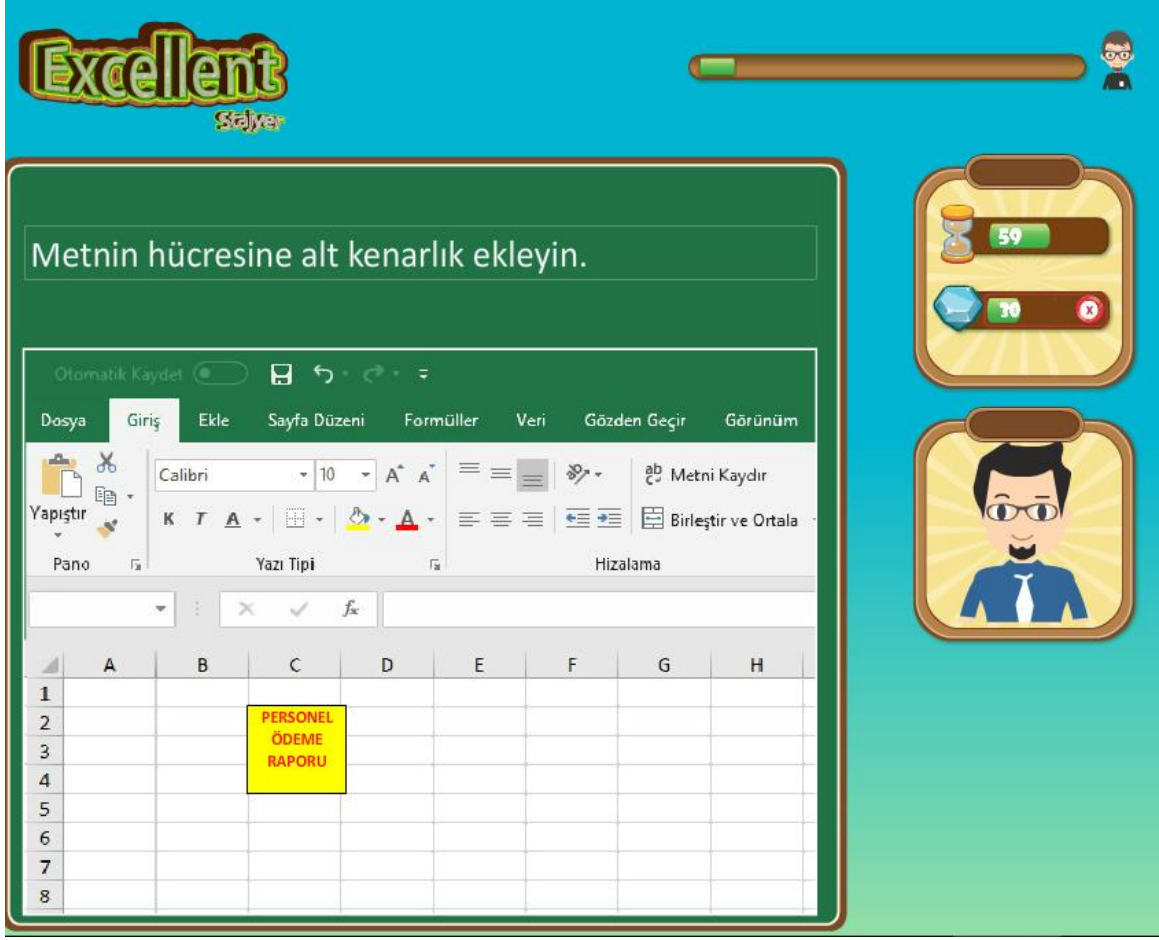 Excellent
Stajyer
59
30
Metnin hücresine alt kenarlık ekleyin.
Otomatik Kaydet
Dosya Giriş Ekle Sayfa Düzeni Formüller Veri Gözden Geçir Görünüm
Yapıştır
Calibri 10 A A
ab Metni Kaydır
K T A A
Birleştir ve Ortala
Pano Yazı Tipi Hizalama
fx
A B C D E F G H
1
2
3
4
5
6
7
8
PERSONEL
ÖDEME
RAPORU